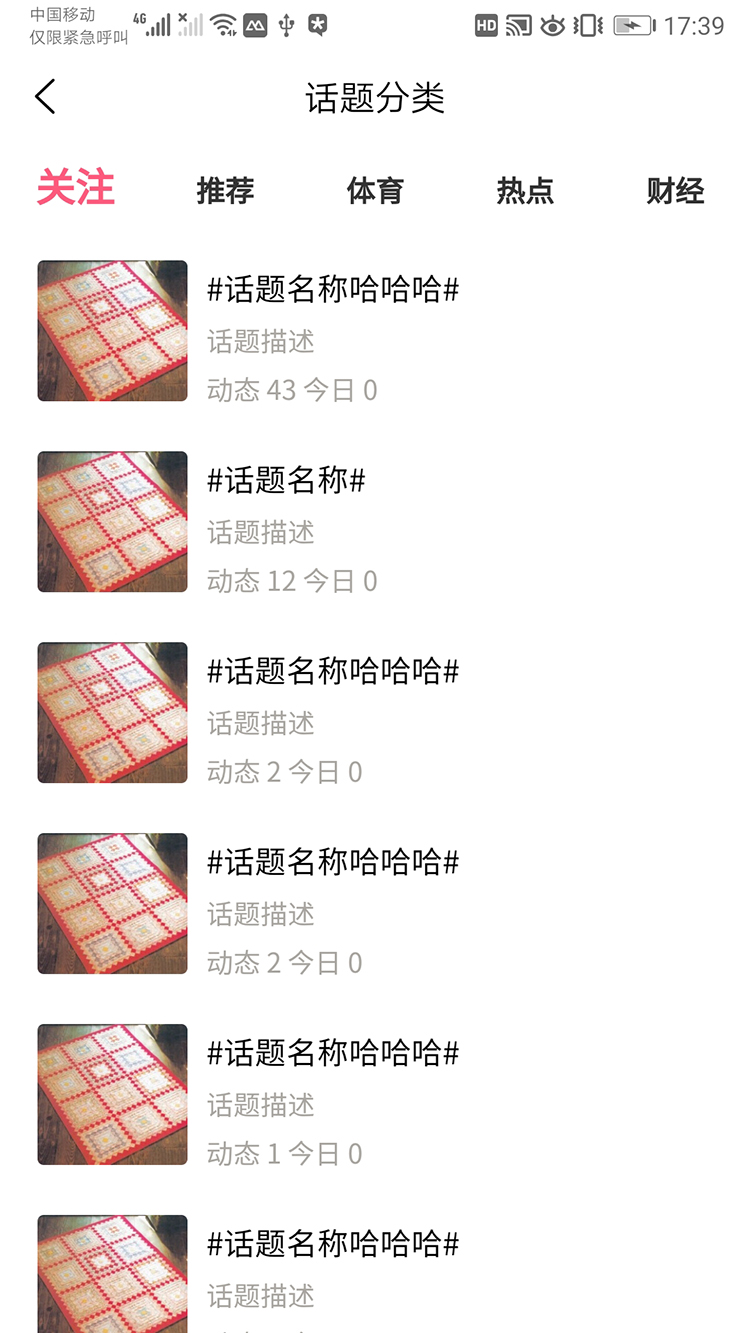 中国移动
仅限紧急呼叫
4G
HD
17:39
话题分类
关注 推荐 体育 热点 财经
#话题名称哈哈哈#
话题描述
动态 43 今日 0
#话题名称#
话题描述
动态 12 今日 0
#话题名称哈哈哈#
话题描述
动态 2 今日 0
#话题名称哈哈哈#
话题描述
动态 2 今日 0
#话题名称哈哈哈#
话题描述
动态 1 今日 0
#话题名称哈哈哈#
话题描述